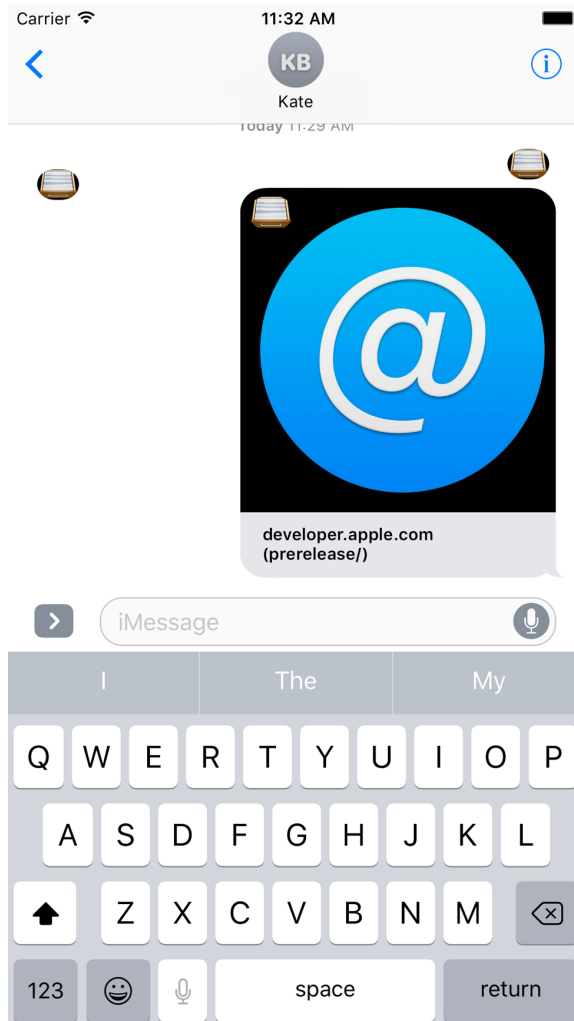 Carrier 11:32 AM
KB
Kate
Today 11:29 AM
@
developer.apple.com
(prerelease/)
iMessage
I The My
Q W E R T Y U I O P
A S D F G H J K L
Z X C V B N M
123 space return